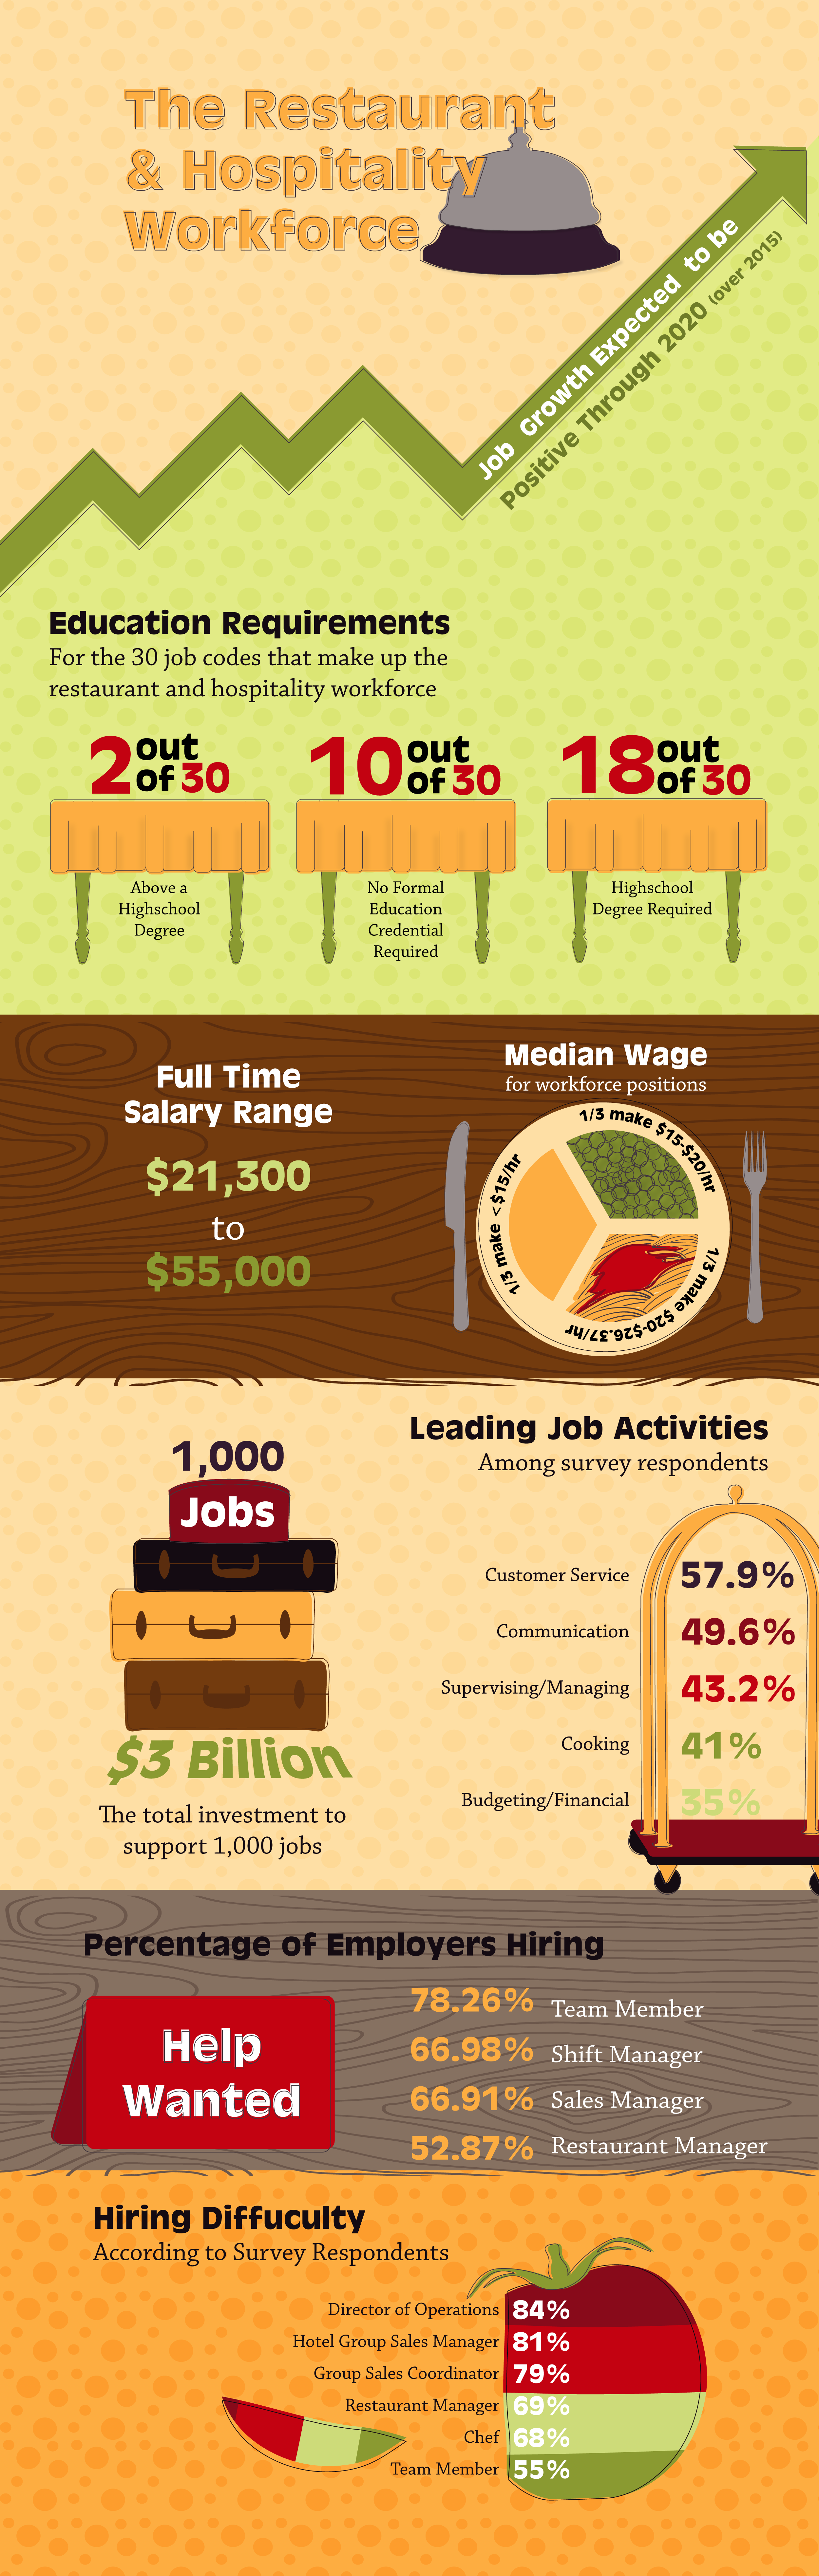 The Restaurant
& Hospitality
Workforce
Job Growth Expected to be
Positive Through 2020 (over 2015)
Education Requirements
For the 30 job codes that make up the
restaurant and hospitality workforce
2 out of 30
Above a
Highschool
Degree
10 out of 30
No Formal
Education
Credential
Required
18 out of 30
Highschool
Degree Required
Full Time
Salary Range
$21,300
to
$55,000
Median Wage
for workforce positions
1/3 make <$15/hr
1/3 make $15-$20/hr
1/3 make $20-$26.37/hr
1,000
Jobs
$3 Billion
The total investment to
support 1,000 jobs
Leading Job Activities
Among survey respondents
Customer Service 57.9%
Communication 49.6%
Supervising/Managing 43.2%
Cooking 41%
Budgeting/Financial 35%
Percentage of Employers Hiring
Help
Wanted
78.26% Team Member
66.98% Shift Manager
66.91% Sales Manager
52.87% Restaurant Manager
Hiring Diffuculty
According to Survey Respondents
Director of Operations 84%
Hotel Group Sales Manager 81%
Group Sales Coordinator 79%
Restaurant Manager 69%
Chef 68%
Team Member 55%